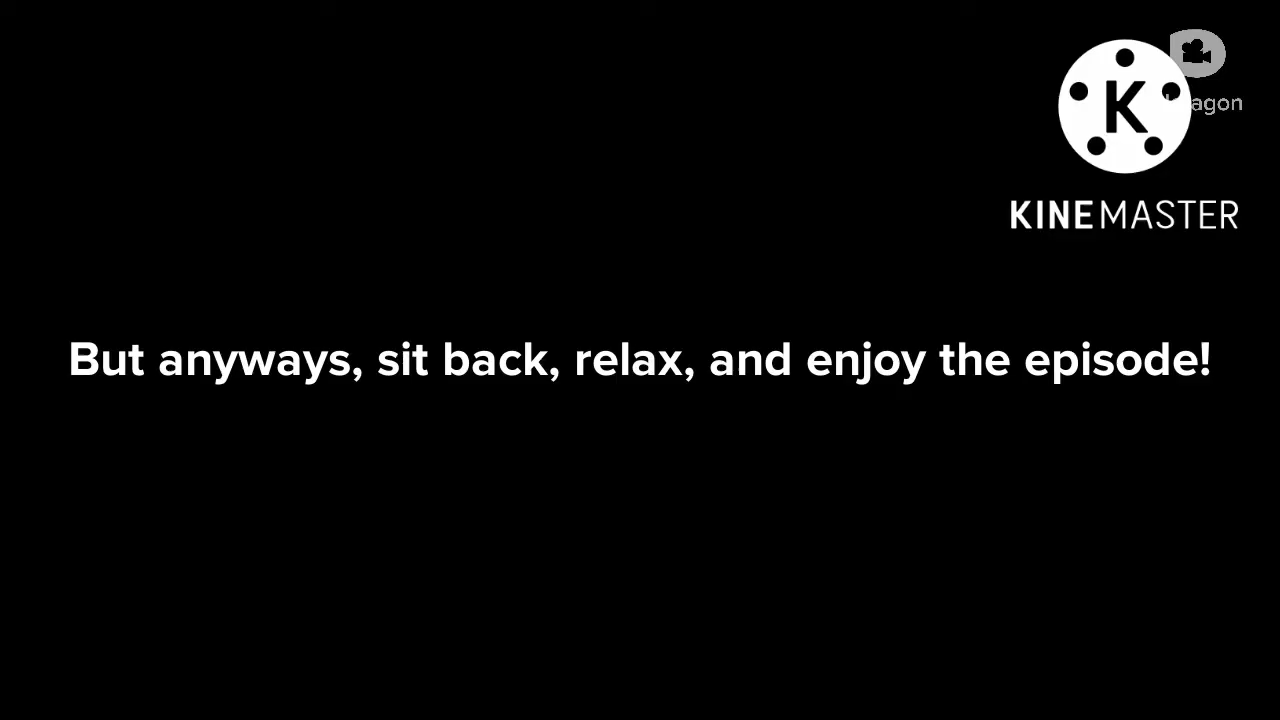 K
KINEMASTER
But anyways, sit back, relax, and enjoy the episode!